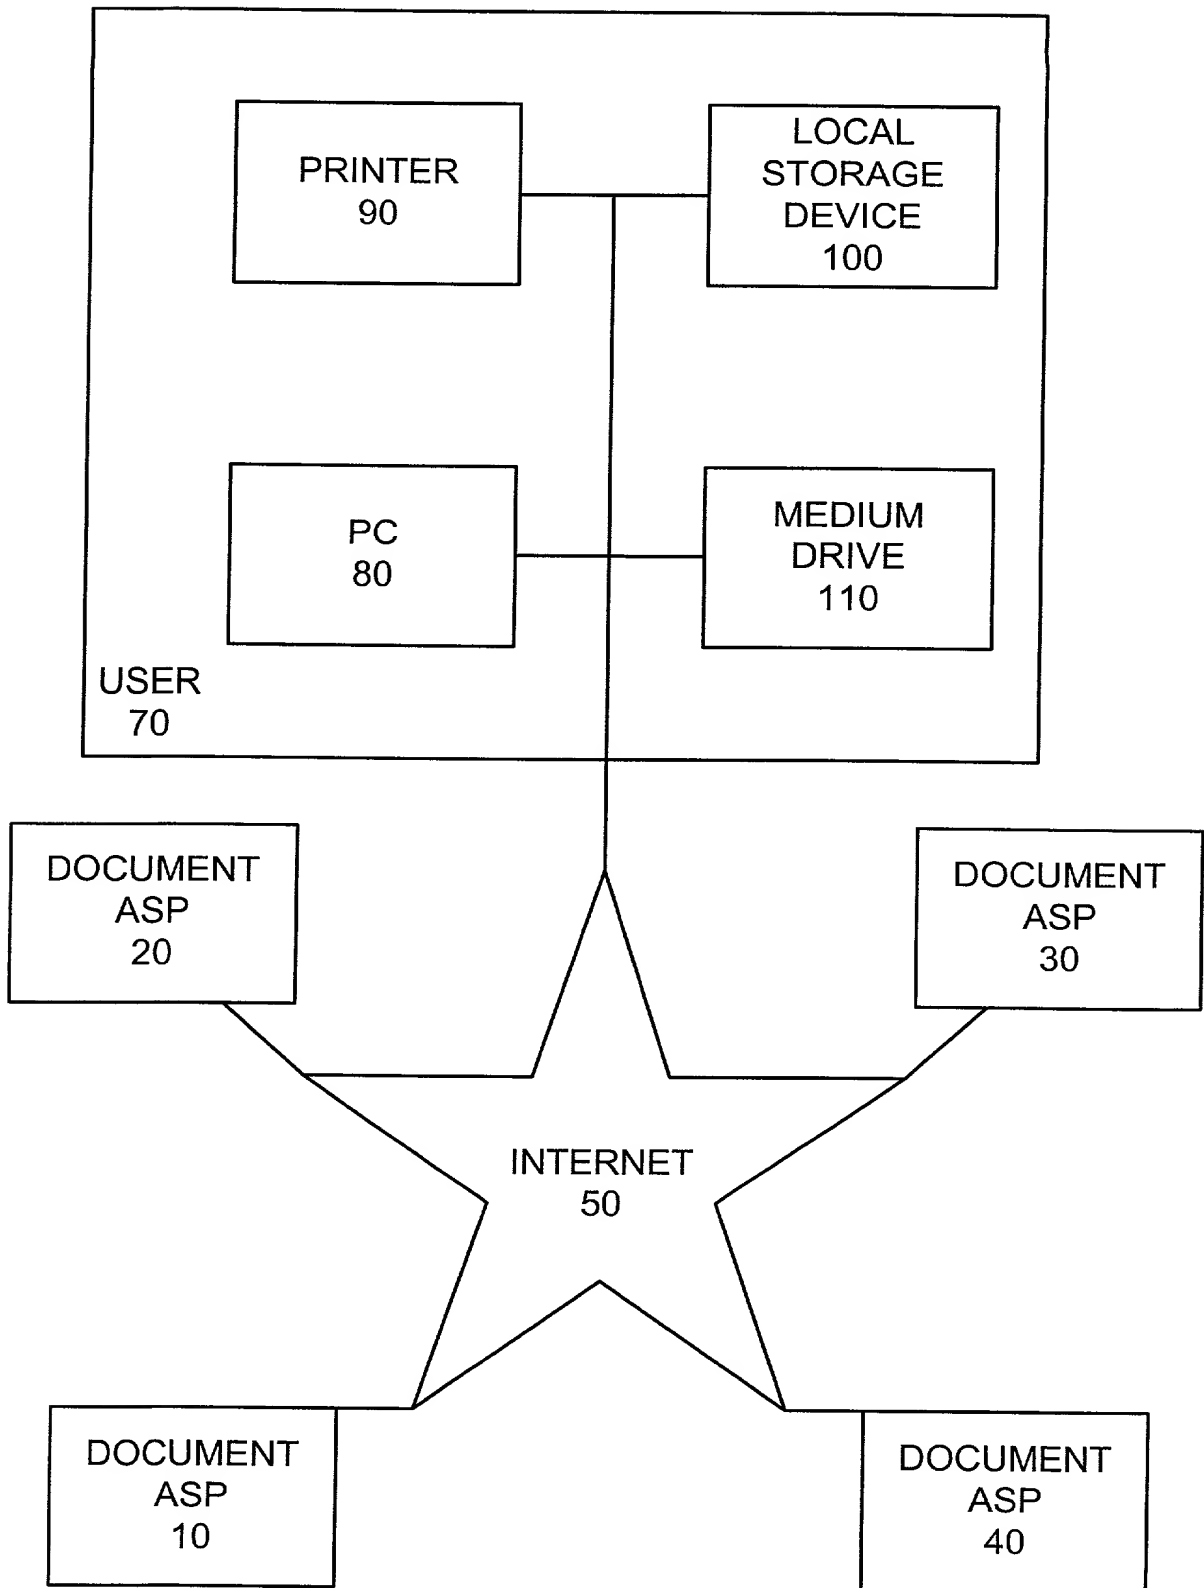 PRINTER
90
LOCAL
STORAGE
DEVICE
100
PC
80
MEDIUM
DRIVE
110
USER
70
DOCUMENT
ASP
20
DOCUMENT
ASP
30
INTERNET
50
DOCUMENT
ASP
10
DOCUMENT
ASP
40